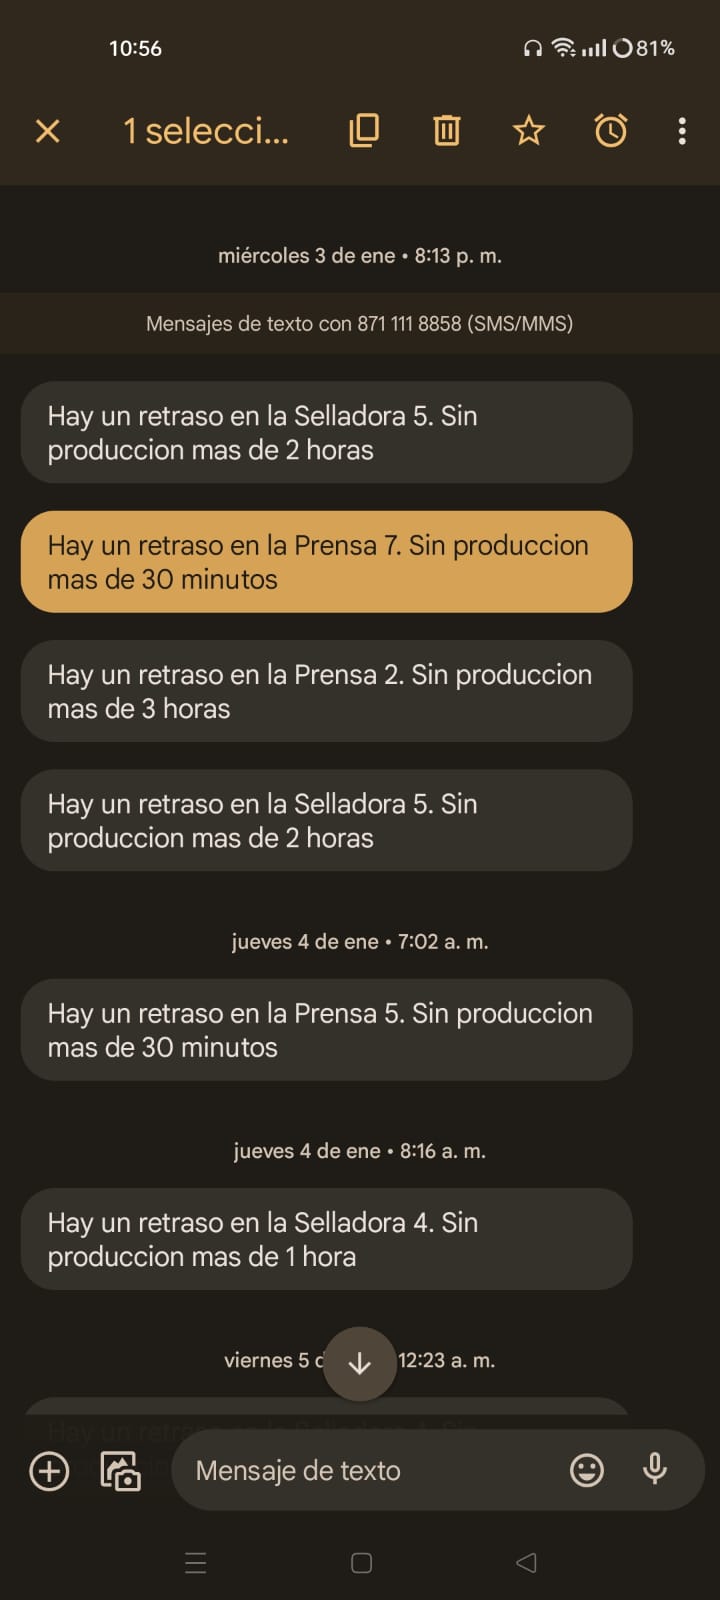 10:56
81%
1 selecci...
miércoles 3 de ene • 8:13 p. m.
Mensajes de texto con 871 111 8858 (SMS/MMS)
Hay un retraso en la Selladora 5. Sin
produccion mas de 2 horas
Hay un retraso en la Prensa 7. Sin produccion
mas de 30 minutos
Hay un retraso en la Prensa 2. Sin produccion
mas de 3 horas
Hay un retraso en la Selladora 5. Sin
produccion mas de 2 horas
jueves 4 de ene • 7:02 a. m.
Hay un retraso en la Prensa 5. Sin produccion
mas de 30 minutos
jueves 4 de ene • 8:16 a. m.
Hay un retraso en la Selladora 4. Sin
produccion mas de 1 hora
viernes 5 12:23 a. m.
Hay un
Mensaje de texto